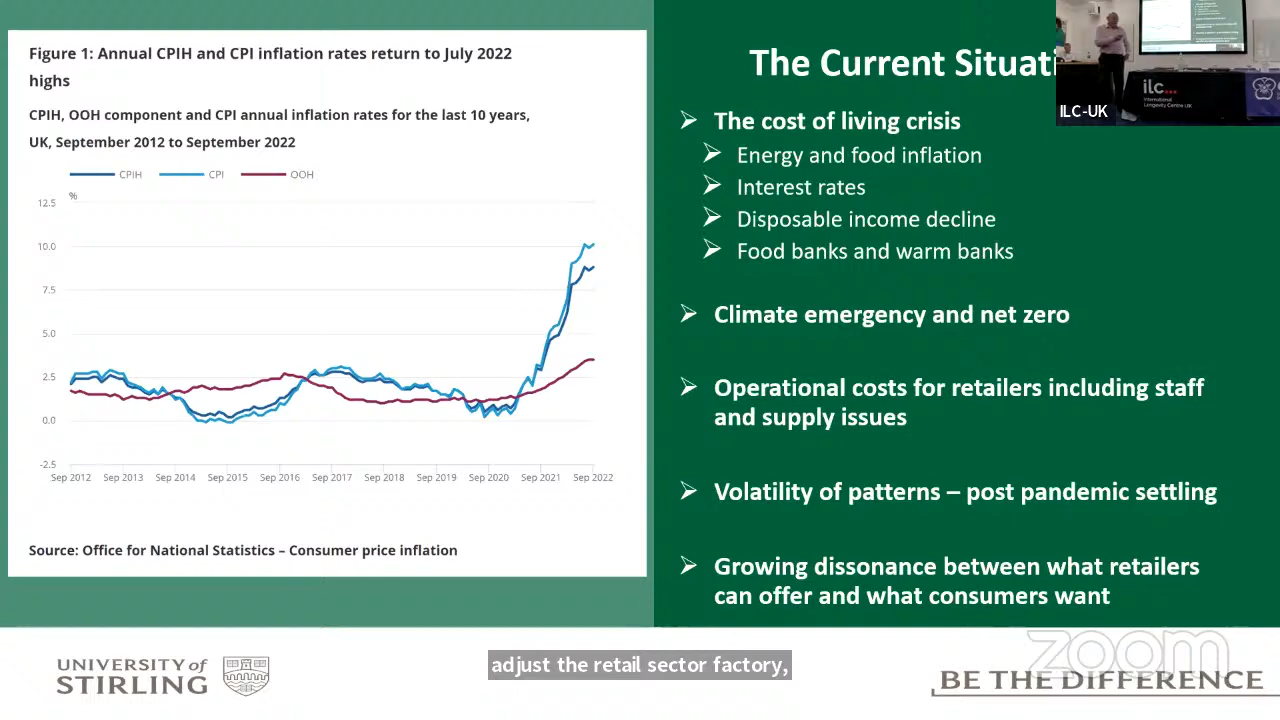 Figure 1: Annual CPIH and CPI inflation rates return to July 2022
highs
CPIH, OOH component and CPI annual inflation rates for the last 10 years,
UK, September 2012 to September 2022
CPIH CPI OOH
%
12.5
10.0
7.5
5.0
2.5
0.0
-2.5
Sep 2012 Sep 2013 Sep 2014 Sep 2015 Sep 2016 Sep 2017 Sep 2018 Sep 2019 Sep 2020 Sep 2021 Sep 2022
Source: Office for National Statistics – Consumer price inflation
The Current Situati
➢ The cost of living crisis
➢ Energy and food inflation
➢ Interest rates
➢ Disposable income decline
➢ Food banks and warm banks
➢ Climate emergency and net zero
➢ Operational costs for retailers including staff
and supply issues
➢ Volatility of patterns – post pandemic settling
➢ Growing dissonance between what retailers
can offer and what consumers want
ilc
International
Longevity Centre UK
ILC-UK
UNIVERSITY of
STIRLING
adjust the retail sector factory,
zoom
BE THE DIFFERENCE